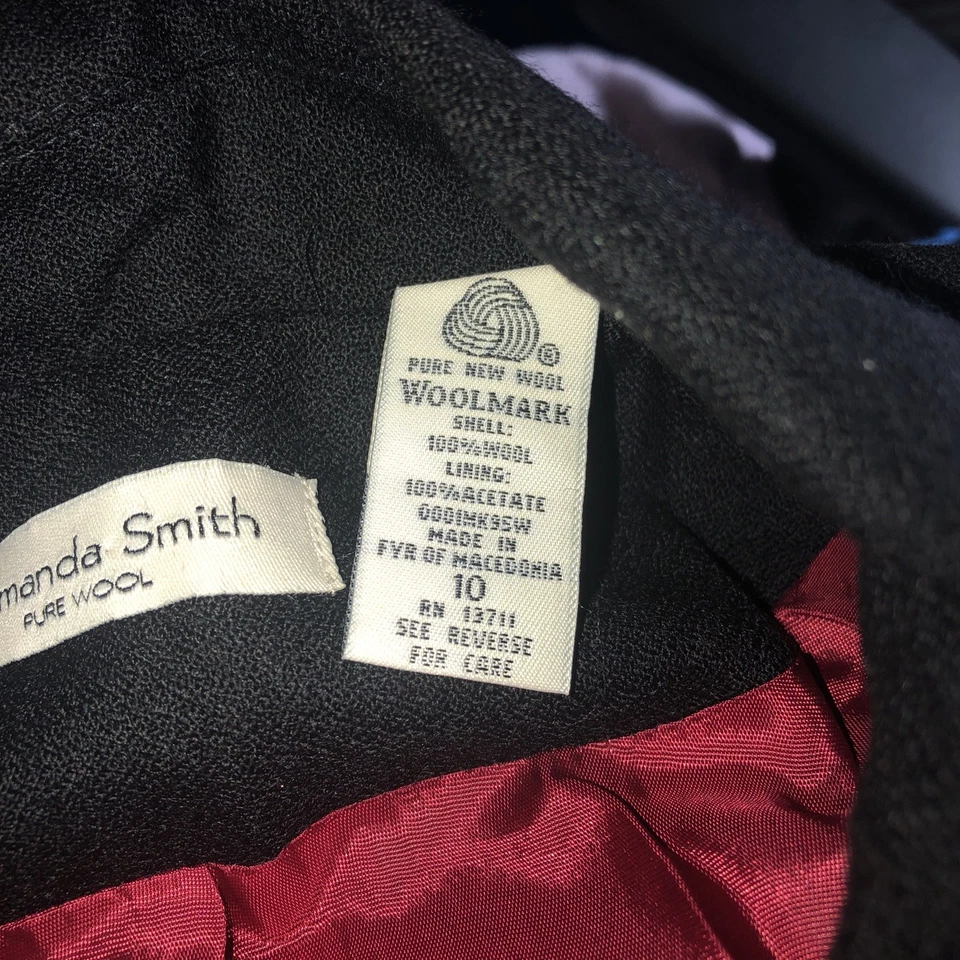 ®
PURE NEW WOOL
WOOLMARK
SHELL:
100%WOOL
LINING:
100%ACETATE
MADE IN
FYR OF MACEDONIA
10
RN 13711
SEE REVERSE
FOR CARE
manda Smith
PURE WOOL